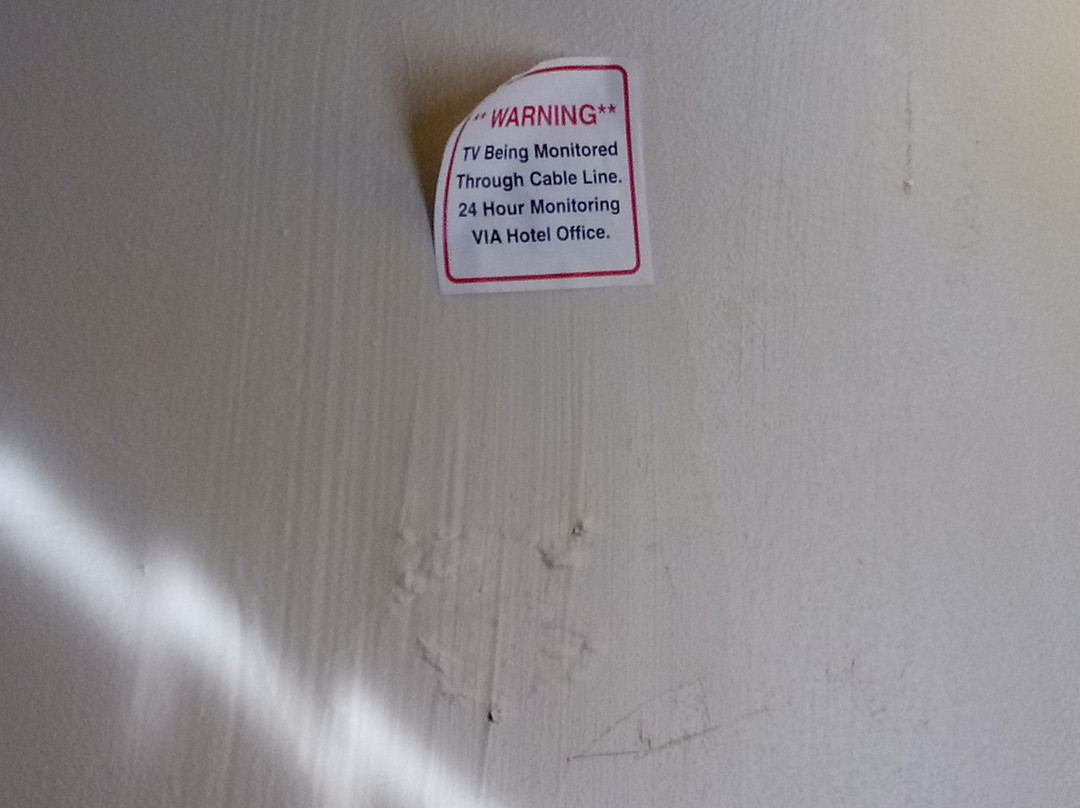 ** WARNING**
TV Being Monitored
Through Cable Line.
24 Hour Monitoring
VIA Hotel Office.